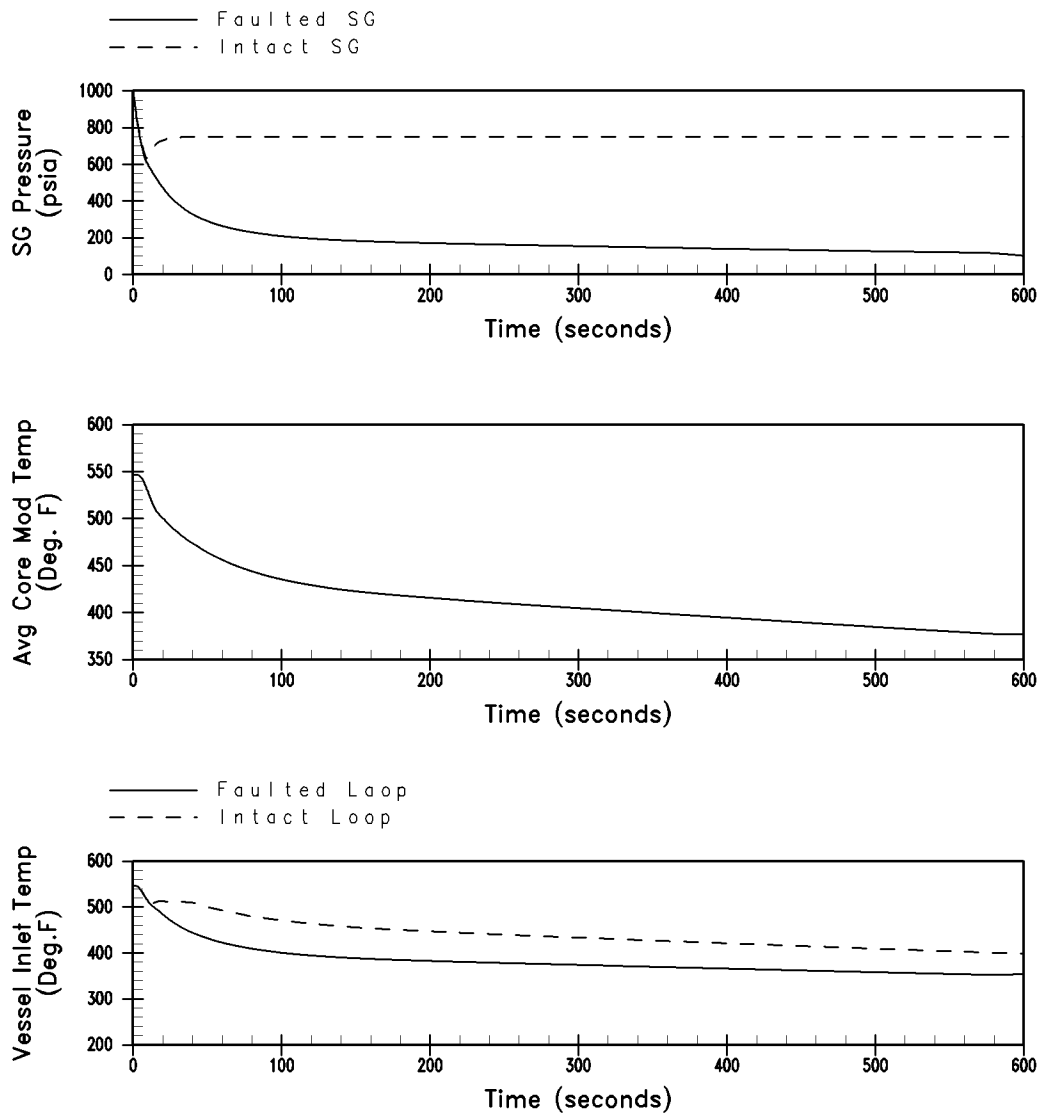 Faulted SG
Intact SG
SG Pressure
(psia)
1000
800
600
400
200
0
0 100 200 300 400 500 600
Time (seconds)
Avg Core Mod Temp
(Deg. F)
600
550
500
450
400
350
0 100 200 300 400 500 600
Time (seconds)
Faulted Laop
Intact Loop
Vessel Inlet Temp
(Deg.F)
600
500
400
300
200
0 100 200 300 400 500 600
Time (seconds)